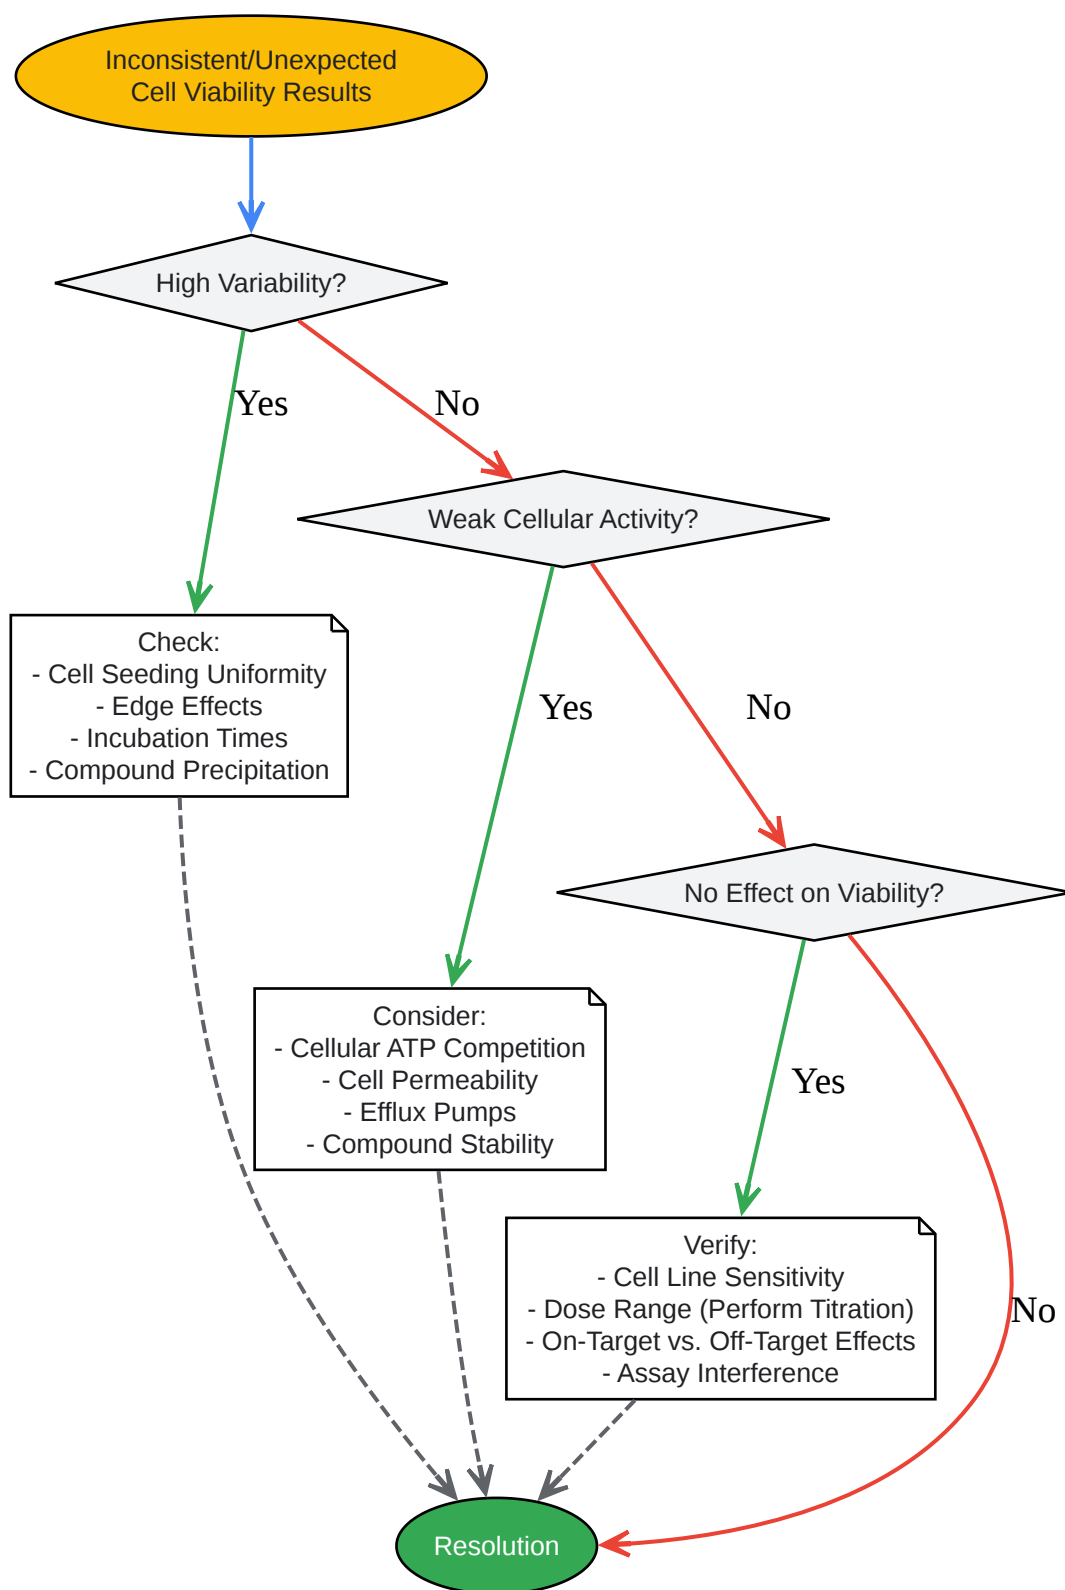 Inconsistent/Unexpected
Cell Viability Results
High Variability?
Yes
No
Weak Cellular Activity?
Check:
- Cell Seeding Uniformity
- Edge Effects
- Incubation Times
- Compound Precipitation
Yes
No
No Effect on Viability?
Consider:
- Cellular ATP Competition
- Cell Permeability
- Efflux Pumps
- Compound Stability
Yes
Verify:
- Cell Line Sensitivity
- Dose Range (Perform Titration)
- On-Target vs. Off-Target Effects
- Assay Interference
No
Resolution